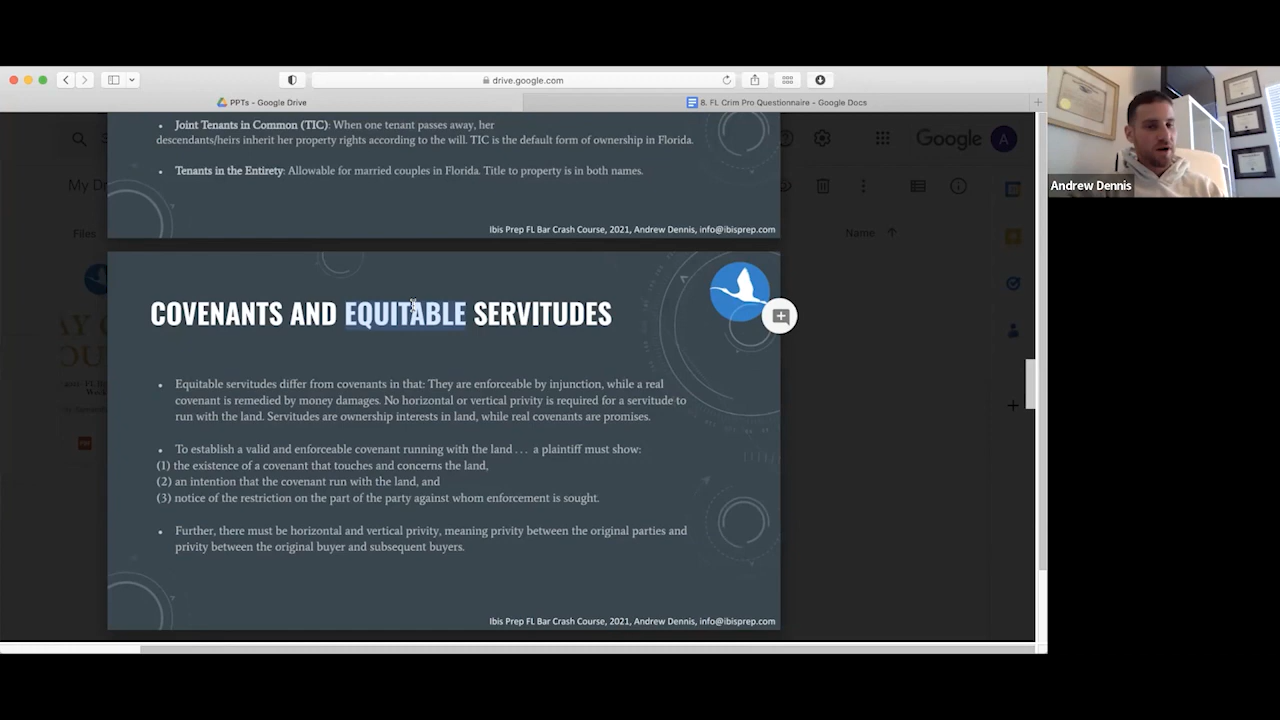 drive.google.com
PPTs - Google Drive
8. FL Crim Pro Questionnaire - Google Docs
Joint Tenants in Common (TIC): When one tenant passes away, her
descendants/heirs inherit her property rights according to the will. TIC is the default form of ownership in Florida.
Tenants in the Entirety: Allowable for married couples in Florida. Title to property is in both names.
Ibis Prep FL Bar Crash Course, 2021, Andrew Dennis, info@ibisprep.com
Google
A
My Dr
Files
Name
COVENANTS AND EQUITABLE SERVITUDES
Equitable servitudes differ from covenants in that: They are enforceable by injunction, while a real
covenant is remedied by money damages. No horizontal or vertical privity is required for a servitude to
run with the land. Servitudes are ownership interests in land, while real covenants are promises.
To establish a valid and enforceable covenant running with the land . . . a plaintiff must show:
(1) the existence of a covenant that touches and concerns the land,
(2) an intention that the covenant run with the land, and
(3) notice of the restriction on the part of the party against whom enforcement is sought.
Further, there must be horizontal and vertical privity, meaning privity between the original parties and
privity between the original buyer and subsequent buyers.
Ibis Prep FL Bar Crash Course, 2021, Andrew Dennis, info@ibisprep.com
Andrew Dennis